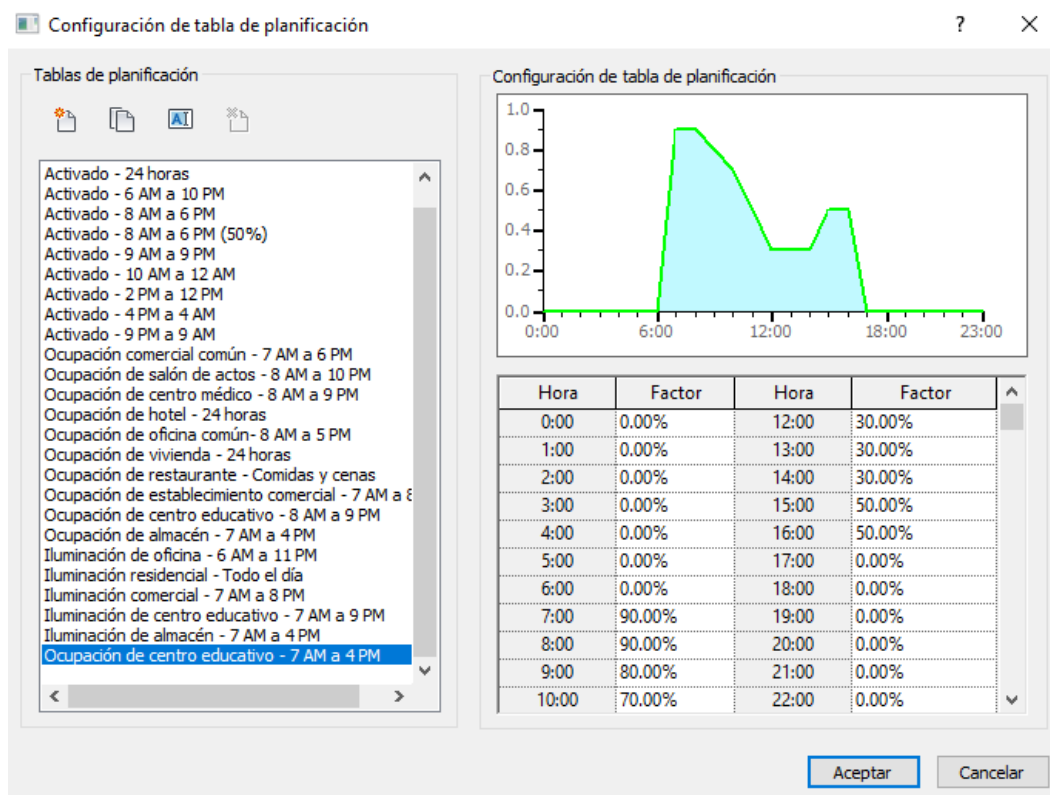 Configuración de tabla de planificación
?
Tablas de planificación
AI
Activado - 24 horas
Activado - 6 AM a 10 PM
Activado - 8 AM a 6 PM
Activado - 8 AM a 6 PM (50%)
Activado - 9 AM a 9 PM
Activado - 10 AM a 12 AM
Activado - 2 PM a 12 PM
Activado - 4 PM a 4 AM
Activado - 9 PM a 9 AM
Ocupación comercial común - 7 AM a 6 PM
Ocupación de salón de actos - 8 AM a 10 PM
Ocupación de centro médico - 8 AM a 9 PM
Ocupación de hotel - 24 horas
Ocupación de oficina común- 8 AM a 5 PM
Ocupación de vivienda - 24 horas
Ocupación de restaurante - Comidas y cenas
Ocupación de establecimiento comercial - 7 AM a 8
Ocupación de centro educativo - 8 AM a 9 PM
Ocupación de almacén - 7 AM a 4 PM
Iluminación de oficina - 6 AM a 11 PM
Iluminación residencial - Todo el día
Iluminación comercial - 7 AM a 8 PM
Iluminación de centro educativo - 7 AM a 9 PM
Iluminación de almacén - 7 AM a 4 PM
Ocupación de centro educativo - 7 AM a 4 PM
Configuración de tabla de planificación
1.0
0.8
0.6
0.4
0.2
0.0
0:00 6:00 12:00 18:00 23:00
Hora Factor Hora Factor
0:00 0.00% 12:00 30.00%
1:00 0.00% 13:00 30.00%
2:00 0.00% 14:00 30.00%
3:00 0.00% 15:00 50.00%
4:00 0.00% 16:00 50.00%
5:00 0.00% 17:00 0.00%
6:00 0.00% 18:00 0.00%
7:00 90.00% 19:00 0.00%
8:00 90.00% 20:00 0.00%
9:00 80.00% 21:00 0.00%
10:00 70.00% 22:00 0.00%
Aceptar Cancelar